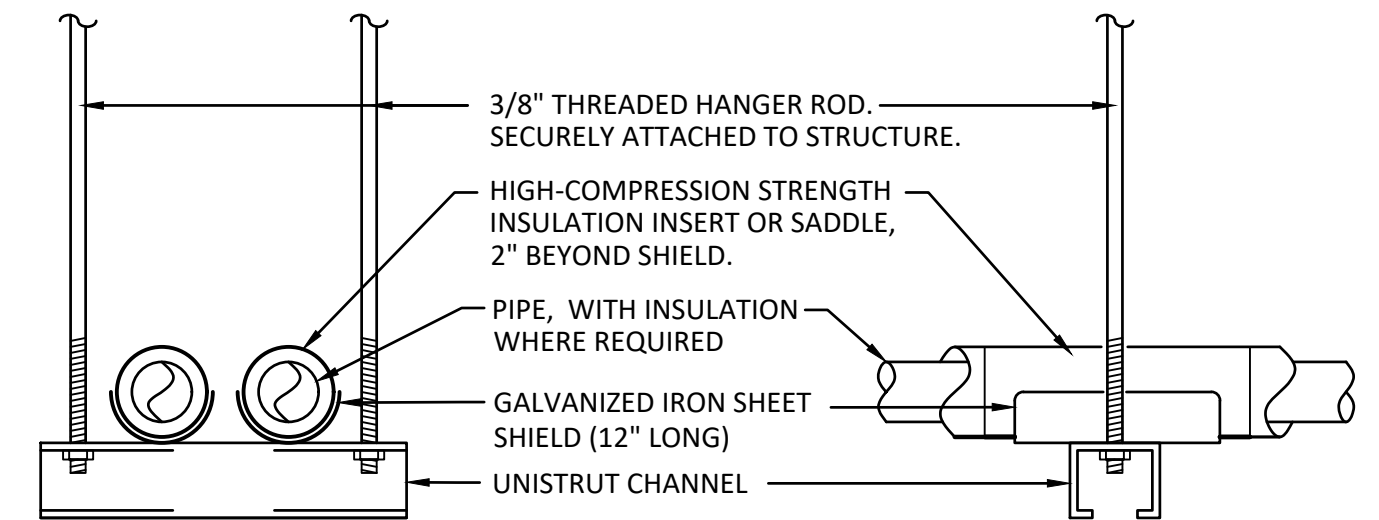 3/8" THREADED HANGER ROD.
SECURELY ATTACHED TO STRUCTURE.
HIGH-COMPRESSION STRENGTH
INSULATION INSERT OR SADDLE,
2" BEYOND SHIELD.
PIPE, WITH INSULATION
WHERE REQUIRED
GALVANIZED IRON SHEET
SHIELD (12" LONG)
UNISTRUT CHANNEL